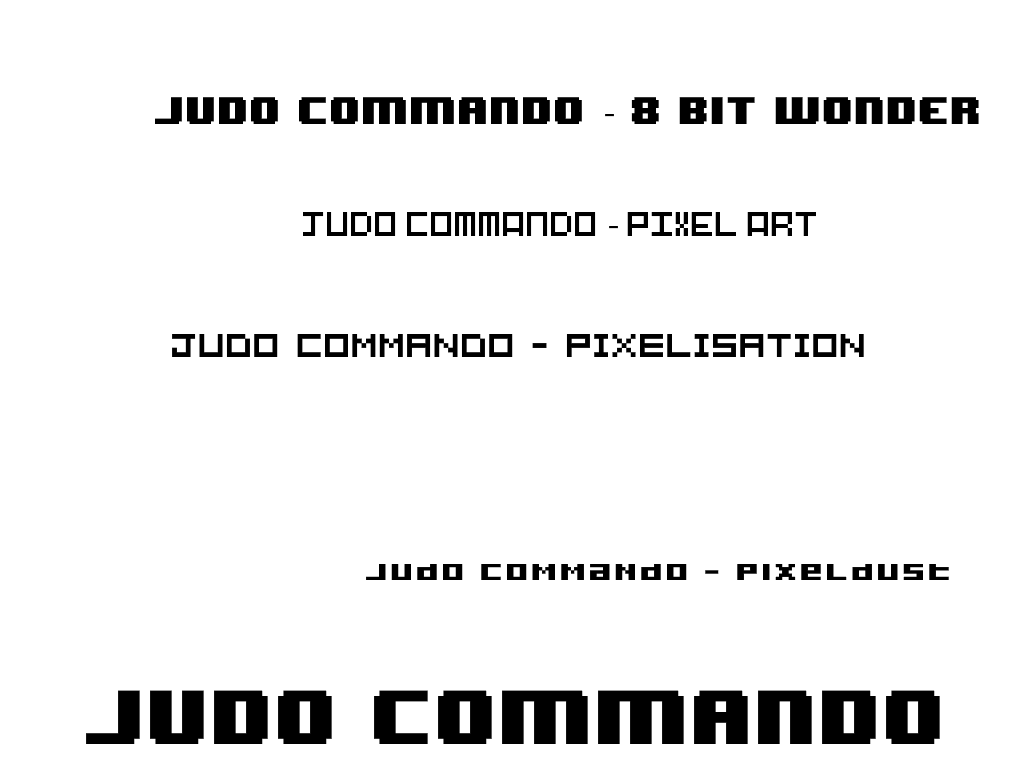 JUDO COMMANDO - 8 BIT WONDER
JUDO COMMANDO - PIXEL ART
JUDO COMMANDO - PIXELISATION
JUdO COMMaNdO - PIXeLdUSt
JUDO COMMANDO